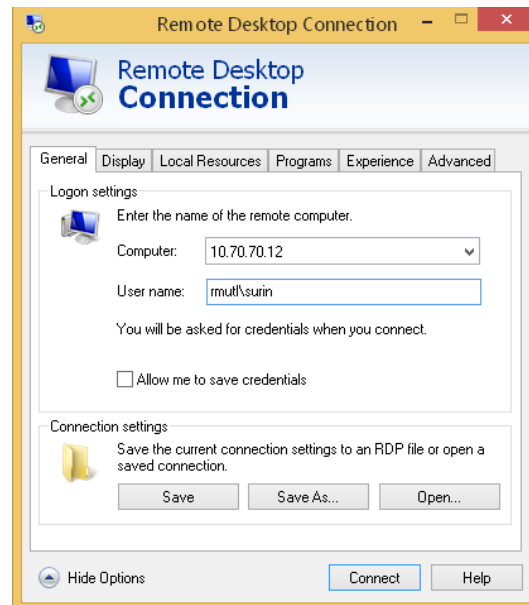 Remote Desktop Connection
Remote Desktop
Connection
General Display Local Resources Programs Experience Advanced
Logon settings
Enter the name of the remote computer.
Computer: 10.70.70.12
User name: rmutl\surin
You will be asked for credentials when you connect.
Allow me to save credentials
Connection settings
Save the current connection settings to an RDP file or open a
saved connection.
Save Save As... Open...
Hide Options Connect Help